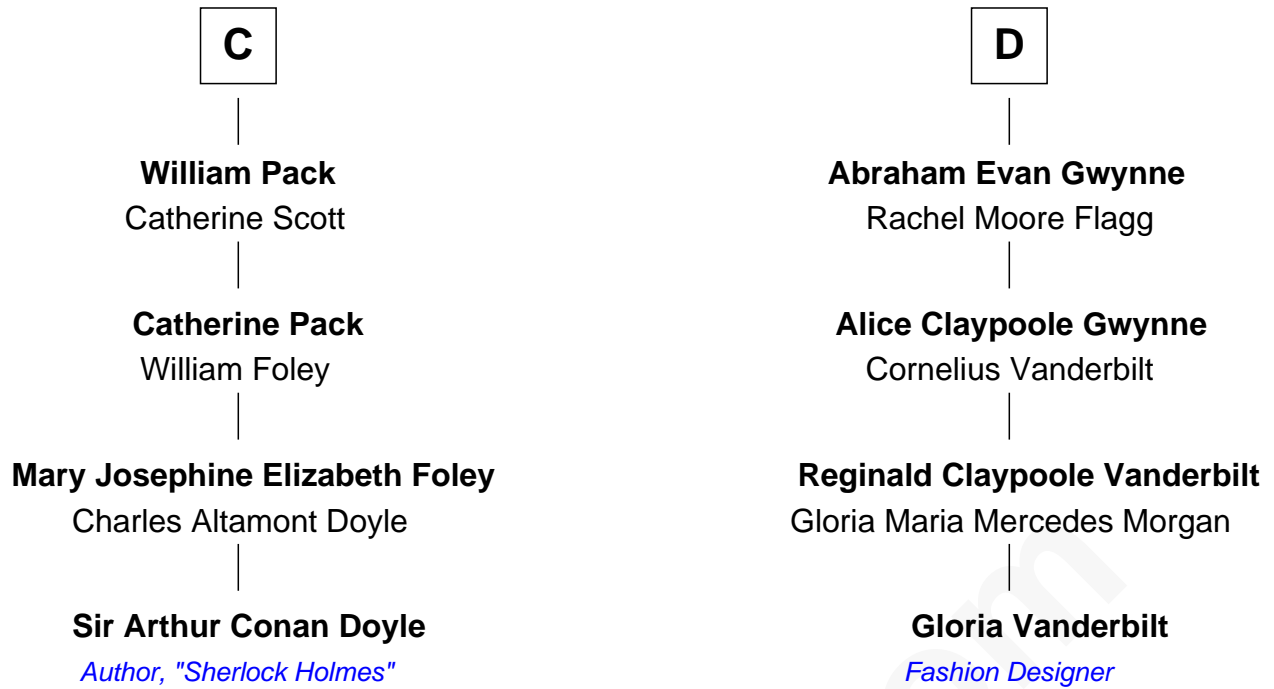 C
William Pack
Catherine Scott
Catherine Pack
William Foley
Mary Josephine Elizabeth Foley
Charles Altamont Doyle
Sir Arthur Conan Doyle
Author, "Sherlock Holmes"
D
Abraham Evan Gwynne
Rachel Moore Flagg
Alice Claypoole Gwynne
Cornelius Vanderbilt
Reginald Claypoole Vanderbilt
Gloria Maria Mercedes Morgan
Gloria Vanderbilt
Fashion Designer